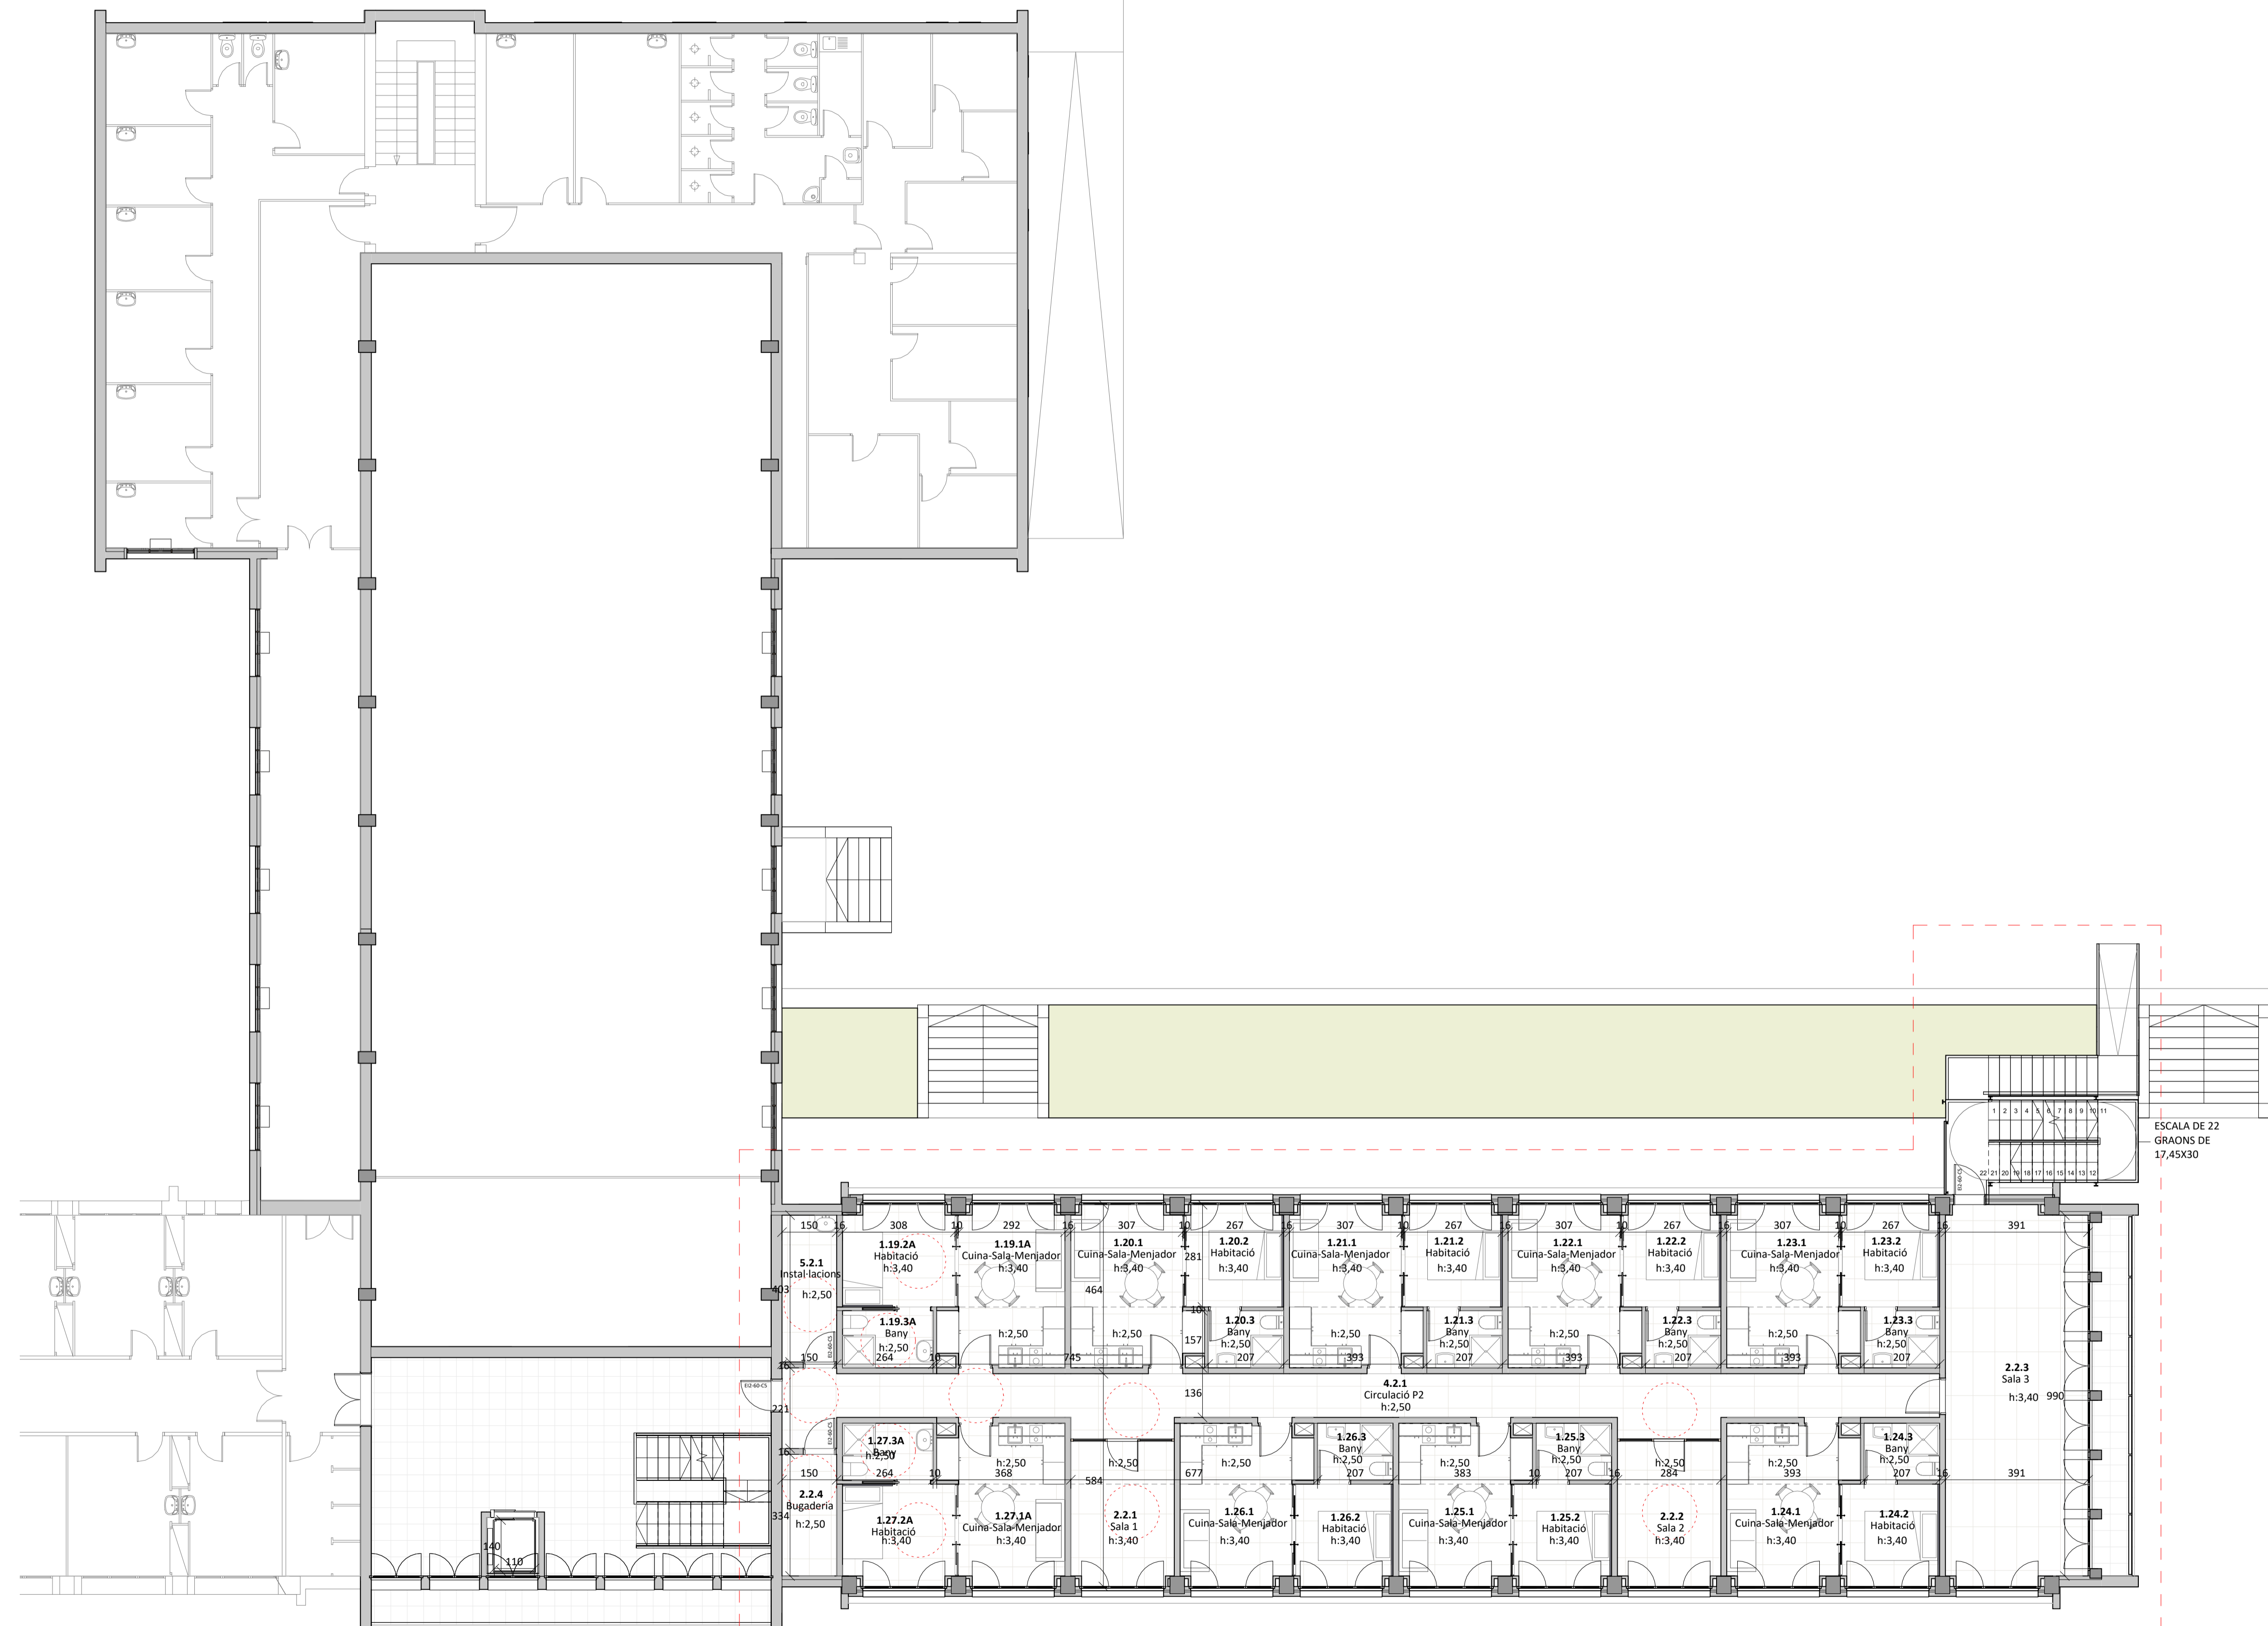 ESCALA DE 22
GRAONS DE
17,45X30
1 2 3 4 5 6 7 8 9 10 11
22 21 20 19 18 17 16 15 14 13 12
EI2-60-C5
150 16 308 10 292 16 307 10 267 16 307 10 267 16 307 10 267 16 307 10 267 16 391
5.2.1
Instal·lacions
h:2,50
403
1.19.2A
Habitació
h:3,40
1.19.1A
Cuina-Sala-Menjador
h:3,40
1.20.1
Cuina-Sala-Menjador
h:3,40
281
464
1.20.2
Habitació
h:3,40
1.21.1
Cuina-Sala-Menjador
h:3,40
1.21.2
Habitació
h:3,40
1.22.1
Cuina-Sala-Menjador
h:3,40
1.22.2
Habitació
h:3,40
1.23.1
Cuina-Sala-Menjador
h:3,40
1.23.2
Habitació
h:3,40
1.19.3A
Bany
h:2,50
h:2,50
h:2,50
10
157
1.20.3
Bany
h:2,50
h:2,50
1.21.3
Bany
h:2,50
h:2,50
1.22.3
Bany
h:2,50
h:2,50
1.23.3
Bany
h:2,50
EI2-60-C5
150 264 10 745 207 393 207 393 207 393 207
16
EI2-60-C5
221
136
4.2.1
Circulació P2
h:2,50
2.2.3
Sala 3
h:3,40 990
EI2-60-C5
16
1.27.3A
Bany
h:2,50
h:2,50
h:2,50
h:2,50
1.26.3
Bany
h:2,50
h:2,50
1.25.3
Bany
h:2,50
h:2,50
h:2,50
1.24.3
Bany
h:2,50
150 264 10 368 584 677 207 383 10 207 16 284 393 207 16 391
2.2.4
Bugaderia
h:2,50
334
1.27.2A
Habitació
h:3,40
1.27.1A
Cuina-Sala-Menjador
h:3,40
2.2.1
Sala 1
h:3,40
1.26.1
Cuina-Sala-Menjador
h:3,40
1.26.2
Habitació
h:3,40
1.25.1
Cuina-Sala-Menjador
h:3,40
1.25.2
Habitació
h:3,40
2.2.2
Sala 2
h:3,40
1.24.1
Cuina-Sala-Menjador
h:3,40
1.24.2
Habitació
h:3,40
140
110